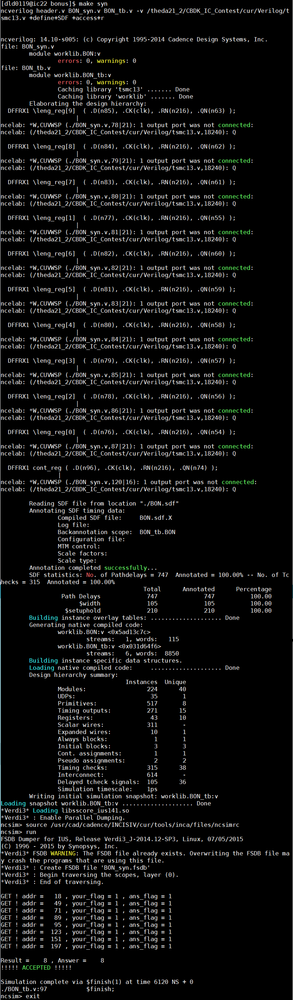 [dld0119@ic22 bonus]$ make syn
ncverilog header.v BON_syn.v BON_tb.v -v /theda21_2/CBDK_IC_Contest/cur/Verilog/t
smc13.v +define+SDF +access+r
ncverilog: 14.10-s005: (c) Copyright 1995-2014 Cadence Design Systems, Inc.
file: BON_syn.v
        module worklib.BON:v
                errors: 0, warnings: 0
file: BON_tb.v
        module worklib.BON_tb:v
                errors: 0, warnings: 0
                Caching library 'tsmc13' ....... Done
                Caching library 'worklib' ....... Done
        Elaborating the design hierarchy:
  DFFRX1 \leng_reg[9]  ( .D(n85), .CK(clk), .RN(n216), .QN(n63) );
                     |
ncelab: *W,CUVWSP (./BON_syn.v,78|21): 1 output port was not connected:
ncelab: (/theda21_2/CBDK_IC_Contest/cur/Verilog/tsmc13.v,18240): Q
  DFFRX1 \leng_reg[8]  ( .D(n84), .CK(clk), .RN(n216), .QN(n62) );
                     |
ncelab: *W,CUVWSP (./BON_syn.v,79|21): 1 output port was not connected:
ncelab: (/theda21_2/CBDK_IC_Contest/cur/Verilog/tsmc13.v,18240): Q
  DFFRX1 \leng_reg[7]  ( .D(n83), .CK(clk), .RN(n216), .QN(n61) );
                     |
ncelab: *W,CUVWSP (./BON_syn.v,80|21): 1 output port was not connected:
ncelab: (/theda21_2/CBDK_IC_Contest/cur/Verilog/tsmc13.v,18240): Q
  DFFRX1 \leng_reg[1]  ( .D(n77), .CK(clk), .RN(n216), .QN(n55) );
                     |
ncelab: *W,CUVWSP (./BON_syn.v,81|21): 1 output port was not connected:
ncelab: (/theda21_2/CBDK_IC_Contest/cur/Verilog/tsmc13.v,18240): Q
  DFFRX1 \leng_reg[6]  ( .D(n82), .CK(clk), .RN(n216), .QN(n60) );
                     |
ncelab: *W,CUVWSP (./BON_syn.v,82|21): 1 output port was not connected:
ncelab: (/theda21_2/CBDK_IC_Contest/cur/Verilog/tsmc13.v,18240): Q
  DFFRX1 \leng_reg[5]  ( .D(n81), .CK(clk), .RN(n216), .QN(n59) );
                     |
ncelab: *W,CUVWSP (./BON_syn.v,83|21): 1 output port was not connected:
ncelab: (/theda21_2/CBDK_IC_Contest/cur/Verilog/tsmc13.v,18240): Q
  DFFRX1 \leng_reg[4]  ( .D(n80), .CK(clk), .RN(n216), .QN(n58) );
                     |
ncelab: *W,CUVWSP (./BON_syn.v,84|21): 1 output port was not connected:
ncelab: (/theda21_2/CBDK_IC_Contest/cur/Verilog/tsmc13.v,18240): Q
  DFFRX1 \leng_reg[3]  ( .D(n79), .CK(clk), .RN(n216), .QN(n57) );
                     |
ncelab: *W,CUVWSP (./BON_syn.v,85|21): 1 output port was not connected:
ncelab: (/theda21_2/CBDK_IC_Contest/cur/Verilog/tsmc13.v,18240): Q
  DFFRX1 \leng_reg[2]  ( .D(n78), .CK(clk), .RN(n216), .QN(n56) );
                     |
ncelab: *W,CUVWSP (./BON_syn.v,86|21): 1 output port was not connected:
ncelab: (/theda21_2/CBDK_IC_Contest/cur/Verilog/tsmc13.v,18240): Q
  DFFRX1 \leng_reg[0]  ( .D(n76), .CK(clk), .RN(n216), .QN(n54) );
                     |
ncelab: *W,CUVWSP (./BON_syn.v,87|21): 1 output port was not connected:
ncelab: (/theda21_2/CBDK_IC_Contest/cur/Verilog/tsmc13.v,18240): Q
  DFFRX1 cont_reg ( .D(n96), .CK(clk), .RN(n216), .QN(n74) );
                |
ncelab: *W,CUVWSP (./BON_syn.v,120|16): 1 output port was not connected:
ncelab: (/theda21_2/CBDK_IC_Contest/cur/Verilog/tsmc13.v,18240): Q
        Reading SDF file from location "./BON.sdf"
        Annotating SDF timing data:
                Compiled SDF file:     BON.sdf.X
                Log file:
                Backannotation scope:  BON_tb.BON
                Configuration file:
                MTM control:
                Scale factors:
                Scale type:
        Annotation completed successfully...
        SDF statistics: No. of Pathdelays = 747  Annotated = 100.00% -- No. of Tc
hecks = 315  Annotated = 100.00%
                                        Total      Annotated      Percentage
                 Path Delays             747             747          100.00
                      $width             105             105          100.00
                  $setuphold             210             210          100.00
        Building instance overlay tables: .................... Done
        Generating native compiled code:
                worklib.BON:v <0x5ad13c7c>
                        streams:   1, words:   115
                worklib.BON_tb:v <0x031d64f6>
                        streams:   6, words:  8850
        Building instance specific data structures.
        Loading native compiled code:     .................... Done
        Design hierarchy summary:
                                   Instances  Unique
                Modules:                 224      40
                UDPs:                     35       1
                Primitives:              517       8
                Timing outputs:          271      15
                Registers:                43      10
                Scalar wires:            311       -
                Expanded wires:           10       1
                Always blocks:             1       1
                Initial blocks:            3       3
                Cont. assignments:         1       1
                Pseudo assignments:        2       2
                Timing checks:           315      38
                Interconnect:            614       -
                Delayed tcheck signals:  105      36
                Simulation timescale:    1ps
        Writing initial simulation snapshot: worklib.BON_tb:v
Loading snapshot worklib.BON_tb:v .................... Done
*Verdi3* Loading libsscore_ius141.so
*Verdi3* : Enable Parallel Dumping.
ncsim> source /usr/cad/cadence/INCISIV/cur/tools/inca/files/ncsimrc
ncsim> run
FSDB Dumper for IUS, Release Verdi3_J-2014.12-SP3, Linux, 07/05/2015
(C) 1996 - 2015 by Synopsys, Inc.
*Verdi3* FSDB WARNING: The FSDB file already exists. Overwriting the FSDB file ma
y crash the programs that are using this file.
*Verdi3* : Create FSDB file 'BON_syn.fsdb'
*Verdi3* : Begin traversing the scopes, layer (0).
*Verdi3* : End of traversing.
GET ! addr =   18 , your_flag = 1 , ans_flag = 1
GET ! addr =   49 , your_flag = 1 , ans_flag = 1
GET ! addr =   71 , your_flag = 1 , ans_flag = 1
GET ! addr =   89 , your_flag = 1 , ans_flag = 1
GET ! addr =   95 , your_flag = 1 , ans_flag = 1
GET ! addr =  123 , your_flag = 1 , ans_flag = 1
GET ! addr =  151 , your_flag = 1 , ans_flag = 1
GET ! addr =  197 , your_flag = 1 , ans_flag = 1
Result =    8 , Answer =    8
!!!!! ACCEPTED !!!!!
Simulation complete via $finish(1) at time 6120 NS + 0
./BON_tb.v:97           $finish;
ncsim> exit